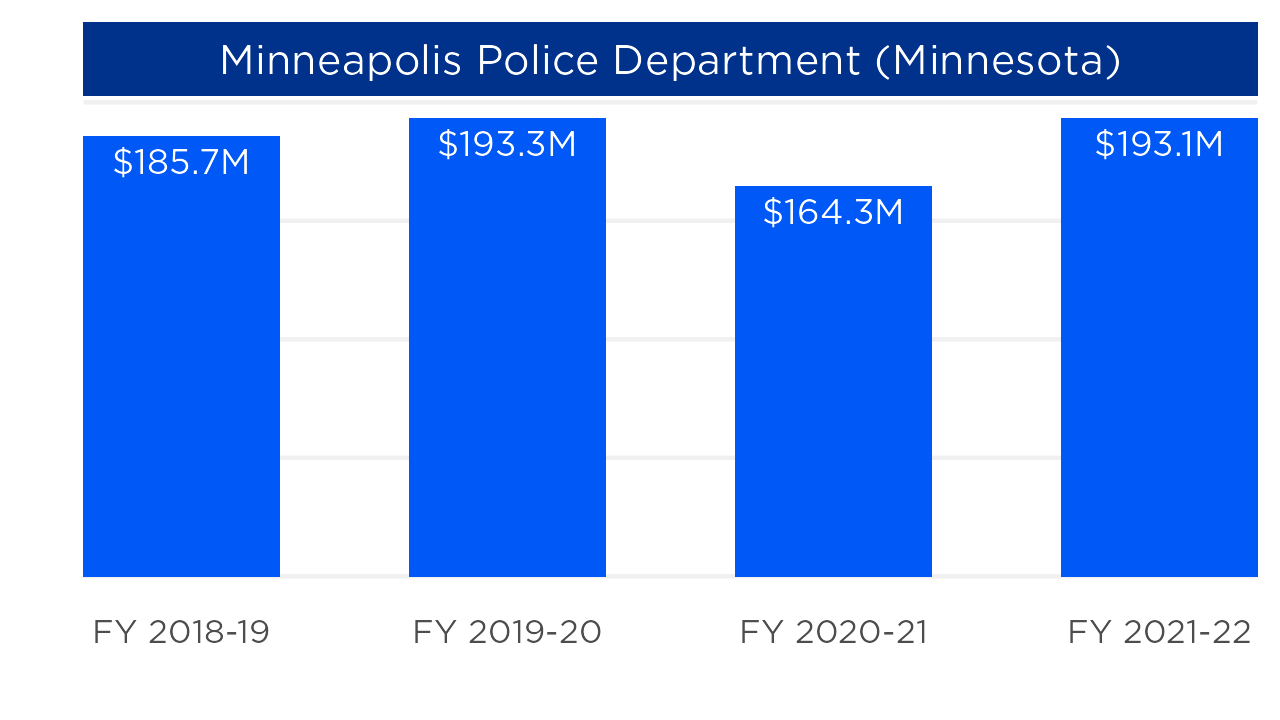 Minneapolis Police Department (Minnesota)
$185.7M
$193.3M
$164.3M
$193.1M
FY 2018-19
FY 2019-20
FY 2020-21
FY 2021-22